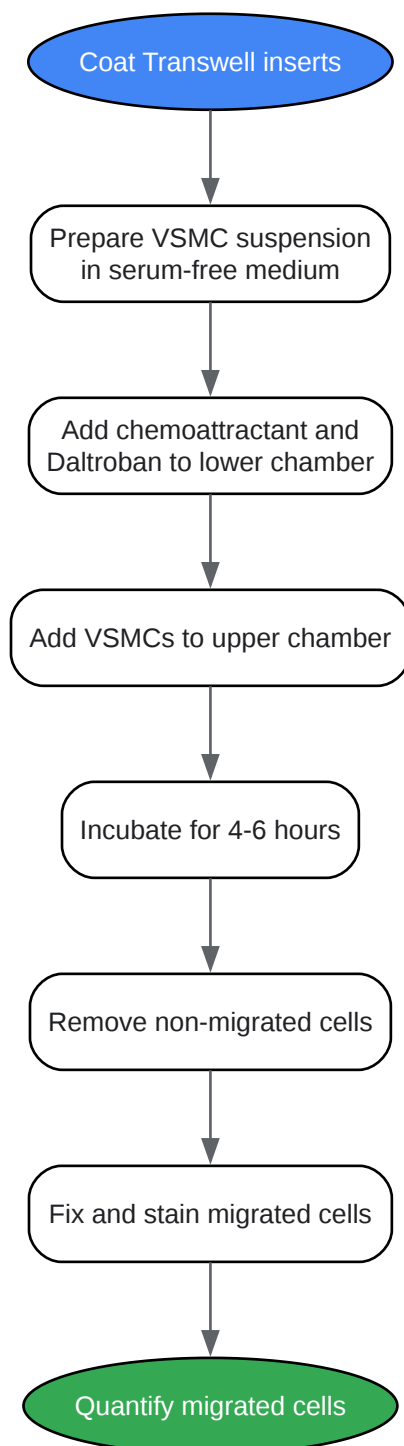 Coat Transwell inserts
Prepare VSMC suspension
in serum-free medium
Add chemoattractant and
Daltroban to lower chamber
Add VSMCs to upper chamber
Incubate for 4-6 hours
Remove non-migrated cells
Fix and stain migrated cells
Quantify migrated cells